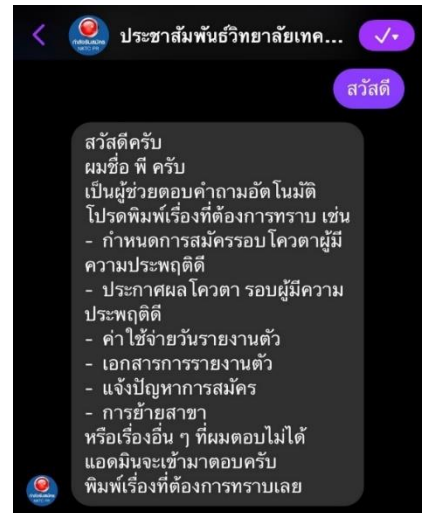 ประชาสัมพันธ์วิทยาลัยเทค...
สวัสดี
สวัสดีครับ
ผมชื่อ พี ครับ
เป็นผู้ช่วยตอบคำถามอัตโนมัติ
โปรดพิมพ์เรื่องที่ต้องการทราบ เช่น
- กำหนดการสมัครรอบโควตาผู้มี
ความประพฤติดี
- ประกาศผลโควตา รอบผู้มีความ
ประพฤติดี
- ค่าใช้จ่ายวันรายงานตัว
- เอกสารการรายงานตัว
- แจ้งปัญหาการสมัคร
- การย้ายสาขา
หรือเรื่องอื่น ๆ ที่ผมตอบไม่ได้
แอดมินจะเข้ามาตอบครับ
พิมพ์เรื่องที่ต้องการทราบเลย